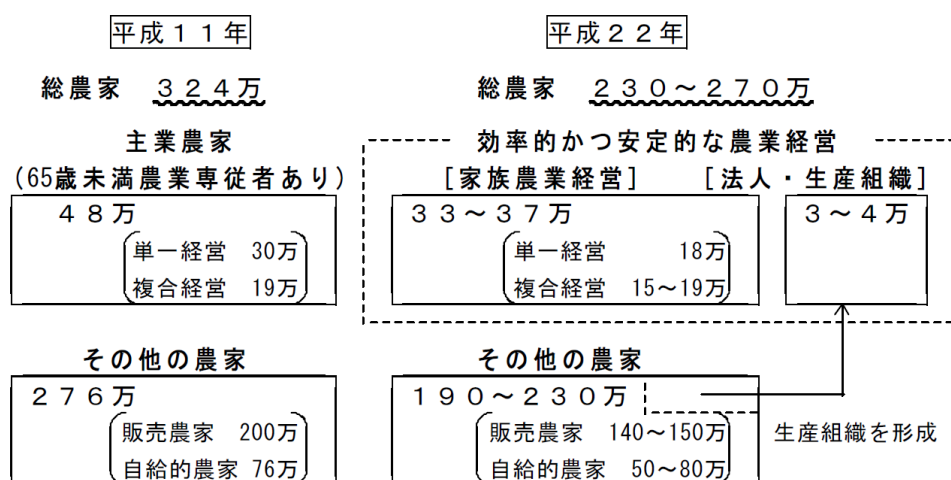 平成１１年
平成２２年
総農家　３２４万
総農家　２３０～２７０万
主業農家
(65歳未満農業専従者あり)
４８万
単一経営　30万
複合経営　19万
効率的かつ安定的な農業経営
[家族農業経営]
[法人・生産組織]
３３～３７万
単一経営　18万
複合経営　15～19万
３～４万
その他の農家
２７６万
販売農家　200万
自給的農家　76万
その他の農家
１９０～２３０万
販売農家　140～150万
自給的農家　50～80万
生産組織を形成